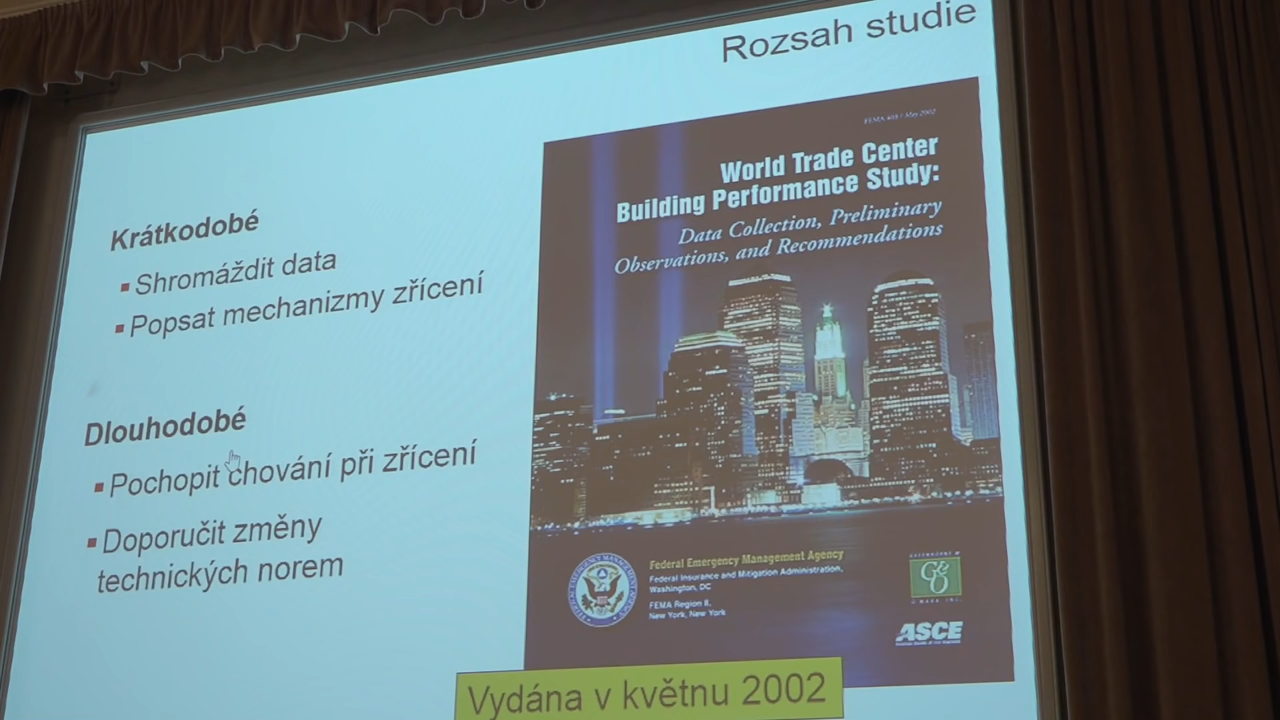 Rozsah studie
Krátkodobé
Shromáždit data
Popsat mechanizmy zřícení
Dlouhodobé
Pochopit chování při zřícení
Doporučit změny
technických norem
May 2002
World Trade Center
Building Performance Study:
Data Collection, Preliminary
Observations, and Recommendations
Federal Emergency Management Agency
Federal Insurance and Mitigation Administration,
Washington, DC
FEMA Region II,
New York, New York
G&O
ASCE
Vydána v květnu 2002